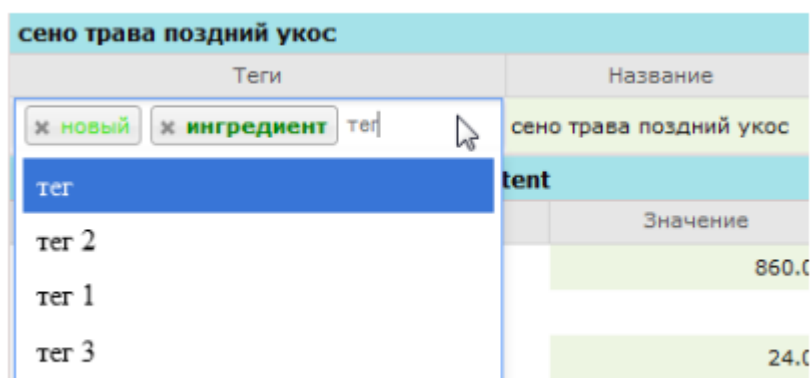 сено трава поздний укос
Теги Название
новый ингредиент тег сено трава поздний укос
тег tent
Значение
тег 2
860.0
тег 1
тег 3 24.0